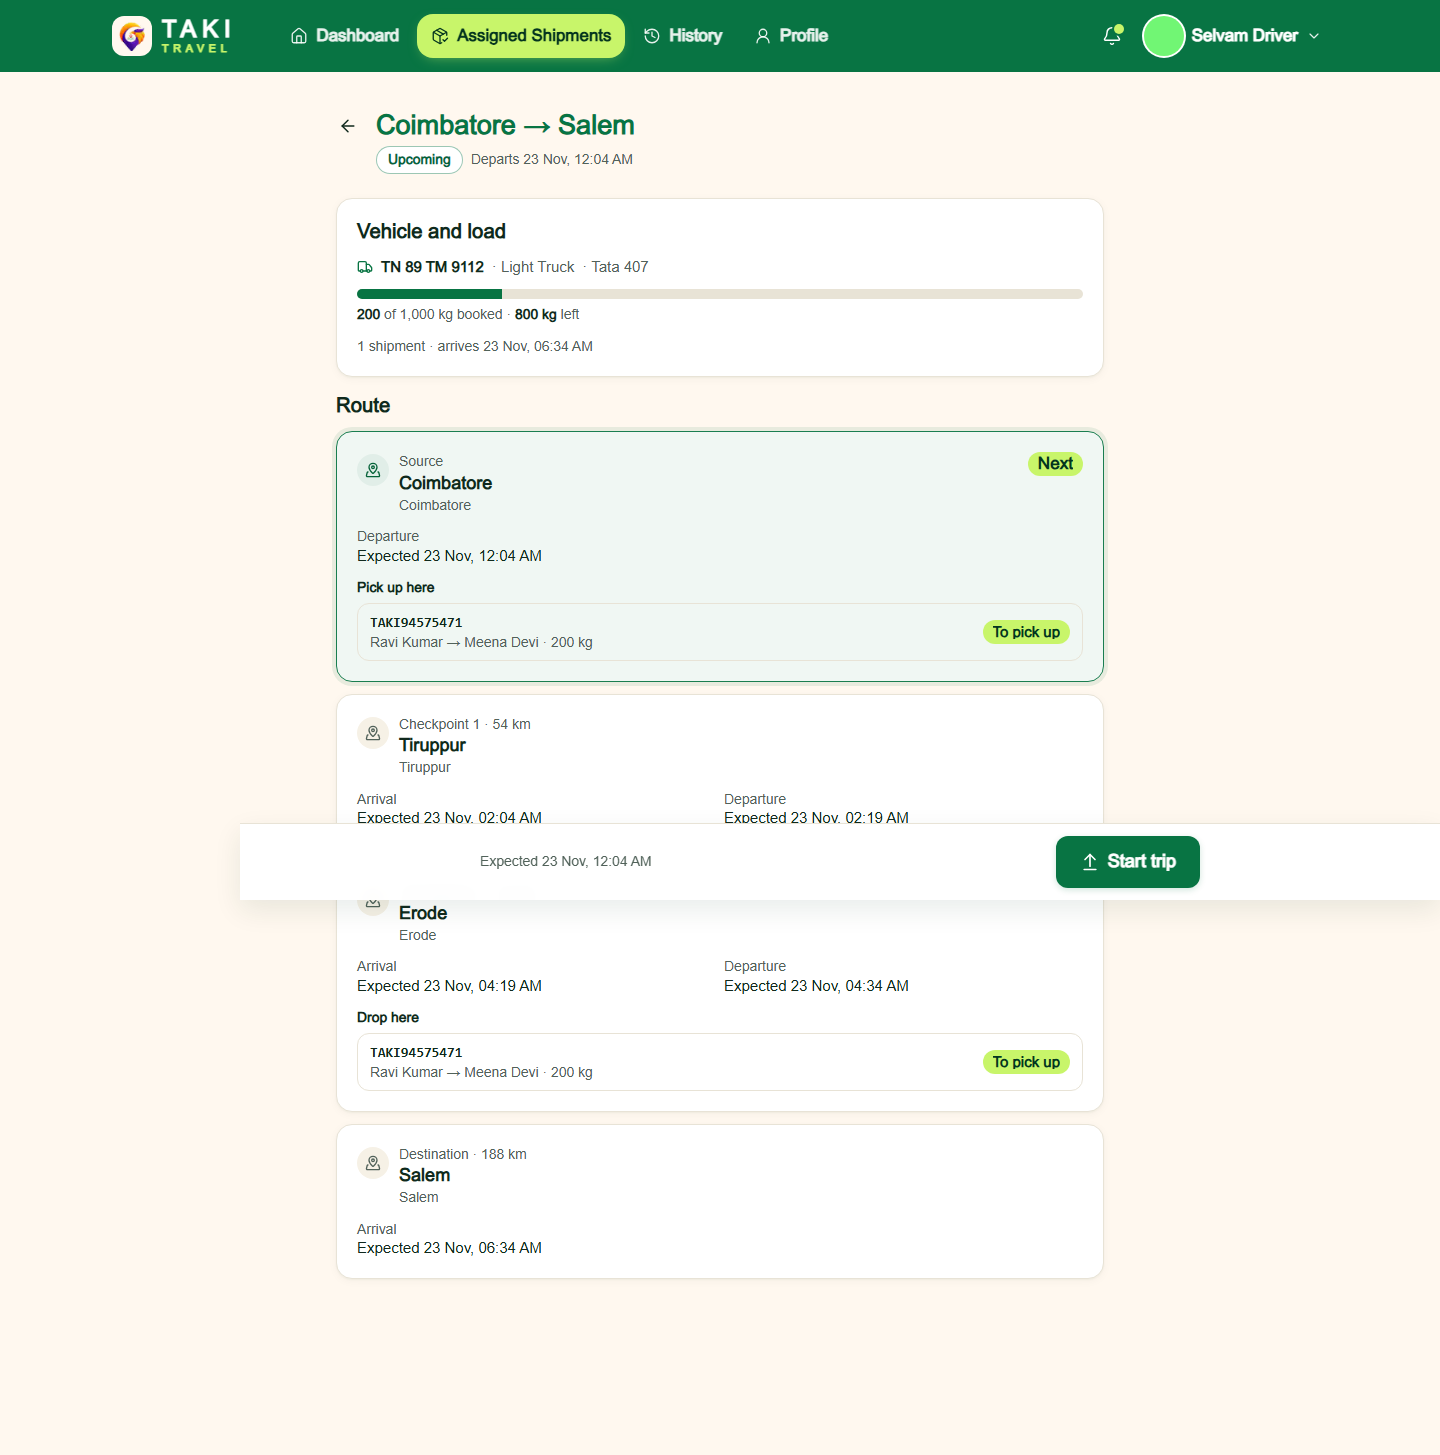 TAKI
TRAVEL
Dashboard
Assigned Shipments
History
Profile
Selvam Driver
Coimbatore → Salem
Upcoming
Departs 23 Nov, 12:04 AM
Vehicle and load
TN 89 TM 9112 · Light Truck · Tata 407
200 of 1,000 kg booked · 800 kg left
1 shipment · arrives 23 Nov, 06:34 AM
Route
Source
Next
Coimbatore
Coimbatore
Departure
Expected 23 Nov, 12:04 AM
Pick up here
TAKI94575471
Ravi Kumar → Meena Devi · 200 kg
To pick up
Checkpoint 1 · 54 km
Tiruppur
Tiruppur
Arrival
Expected 23 Nov, 02:04 AM
Departure
Expected 23 Nov, 02:19 AM
Expected 23 Nov, 12:04 AM
Start trip
Erode
Erode
Arrival
Expected 23 Nov, 04:19 AM
Departure
Expected 23 Nov, 04:34 AM
Drop here
TAKI94575471
Ravi Kumar → Meena Devi · 200 kg
To pick up
Destination · 188 km
Salem
Salem
Arrival
Expected 23 Nov, 06:34 AM